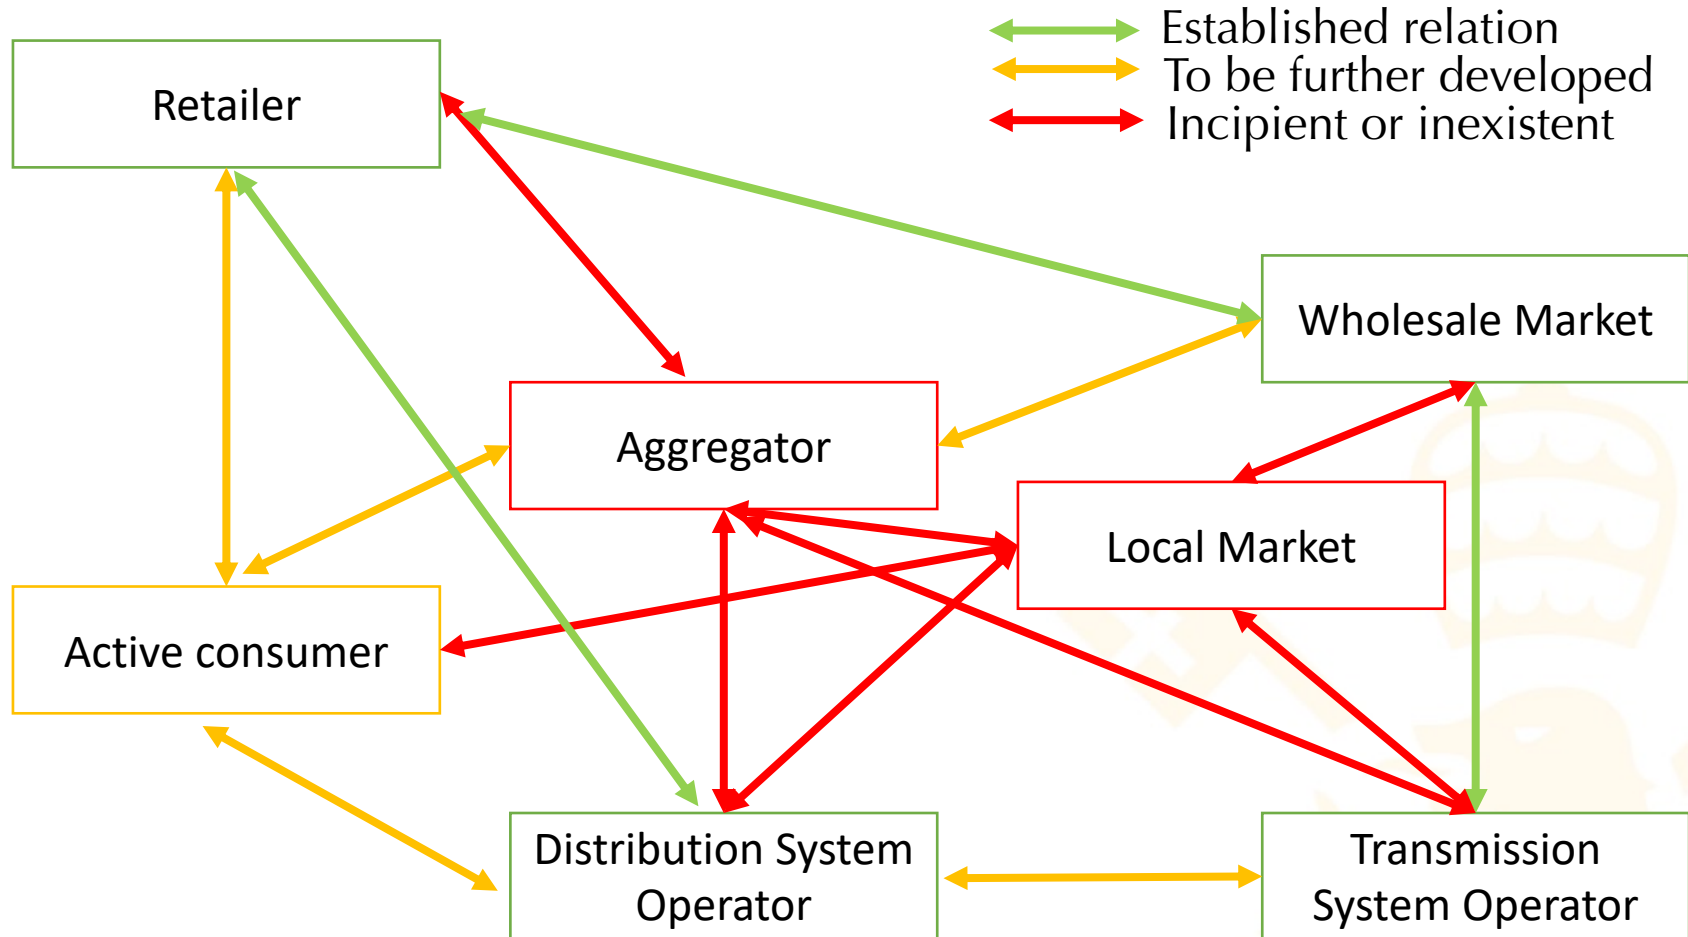 Established relation
To be further developed
Incipient or inexistent
Retailer
Wholesale Market
Aggregator
Local Market
Active consumer
Distribution System
Operator
Transmission
System Operator